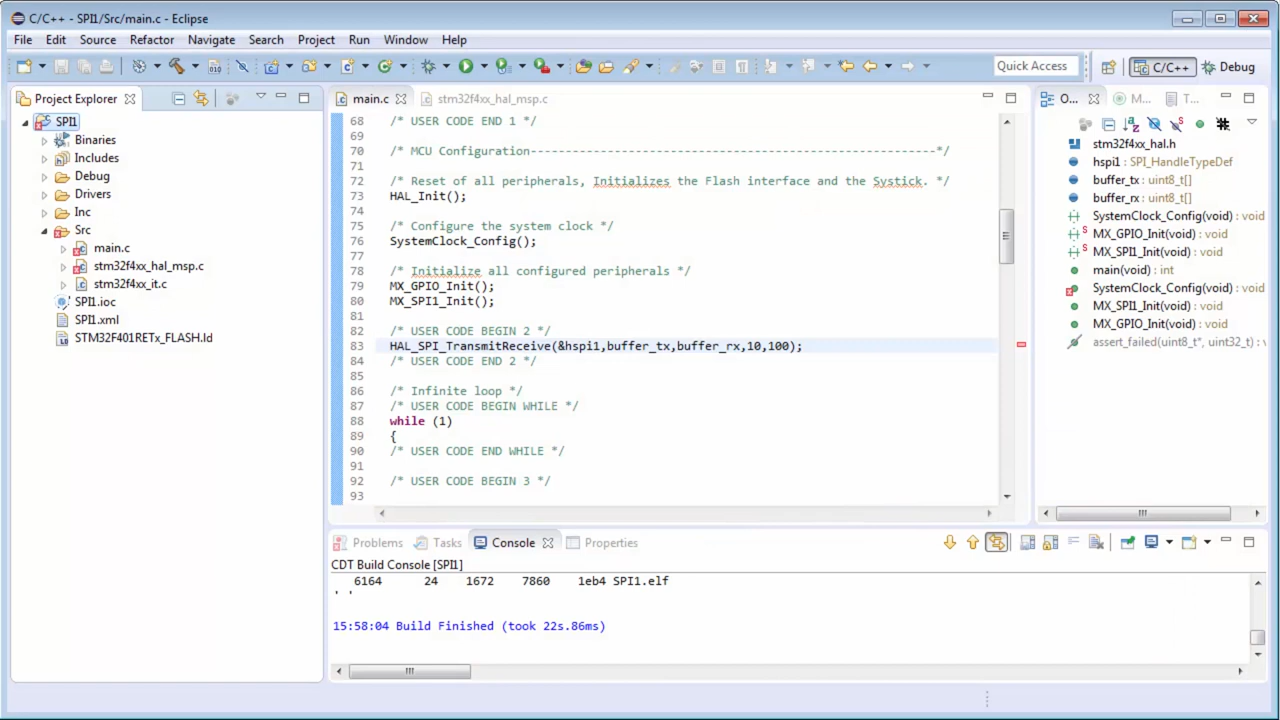 C/C++ - SPI1/Src/main.c - Eclipse
File Edit Source Refactor Navigate Search Project Run Window Help
Quick Access C/C++ Debug
Project Explorer
SPI1
Binaries
Includes
Debug
Drivers
Inc
Src
main.c
stm32f4xx_hal_msp.c
stm32f4xx_it.c
SPI1.ioc
SPI1.xml
STM32F401RETx_FLASH.ld
main.c stm32f4xx_hal_msp.c
68 /* USER CODE END 1 */
69
70 /* MCU Configuration----------------------------------------------------------*/
71
72 /* Reset of all peripherals, Initializes the Flash interface and the Systick. */
73 HAL_Init();
74
75 /* Configure the system clock */
76 SystemClock_Config();
77
78 /* Initialize all configured peripherals */
79 MX_GPIO_Init();
80 MX_SPI1_Init();
81
82 /* USER CODE BEGIN 2 */
83 HAL_SPI_TransmitReceive(&hspi1,buffer_tx,buffer_rx,10,100);
84 /* USER CODE END 2 */
85
86 /* Infinite loop */
87 /* USER CODE BEGIN WHILE */
88 while (1)
89 {
90 /* USER CODE END WHILE */
91
92 /* USER CODE BEGIN 3 */
93
O... M... T...
stm32f4xx_hal.h
hspi1 : SPI_HandleTypeDef
buffer_tx : uint8_t[]
buffer_rx : uint8_t[]
SystemClock_Config(void) : void
MX_GPIO_Init(void) : void
MX_SPI1_Init(void) : void
main(void) : int
SystemClock_Config(void) : void
MX_SPI1_Init(void) : void
MX_GPIO_Init(void) : void
assert_failed(uint8_t*, uint32_t) : v
Problems Tasks Console Properties
CDT Build Console [SPI1]
6164 24 1672 7860 1eb4 SPI1.elf
' '
15:58:04 Build Finished (took 22s.86ms)